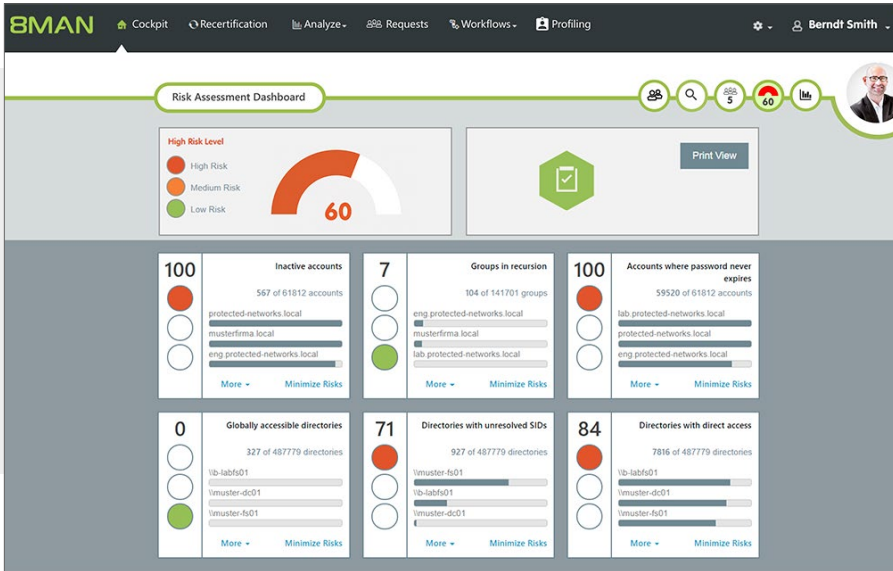 8MAN
Cockpit
Recertification
Analyze
Requests
Workflows
Profiling
Berndt Smith
Risk Assessment Dashboard
5
60
High Risk Level
High Risk
Medium Risk
Low Risk
60
Print View
100
Inactive accounts
567 of 61812 accounts
protected-networks.local
musterfirma.local
eng.protected-networks.local
More
Minimize Risks
7
Groups in recursion
104 of 141701 groups
eng.protected-networks.local
musterfirma.local
lab.protected-networks.local
More
Minimize Risks
100
Accounts where password never
expires
59520 of 61812 accounts
lab.protected-networks.local
protected-networks.local
eng.protected-networks.local
More
Minimize Risks
0
Globally accessible directories
327 of 487779 directories
\\b-labfs01
\\muster-dc01
\\muster-fs01
More
Minimize Risks
71
Directories with unresolved SIDs
927 of 487779 directories
\\muster-fs01
\\b-labfs01
\\muster-dc01
More
Minimize Risks
84
Directories with direct access
7816 of 487779 directories
\\b-labfs01
\\muster-dc01
\\muster-fs01
More
Minimize Risks